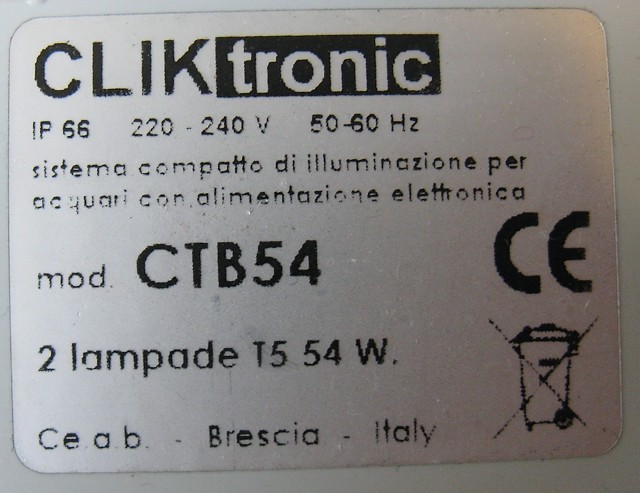 CLIKtronic
IP 66 220 - 240 V 50-60 Hz
sistema compatto di illuminazione per
acquari con alimentazione elettronica
mod. CTB54
CE
2 lampade T5 54 W.
Ce.a.b. - Brescia - Italy